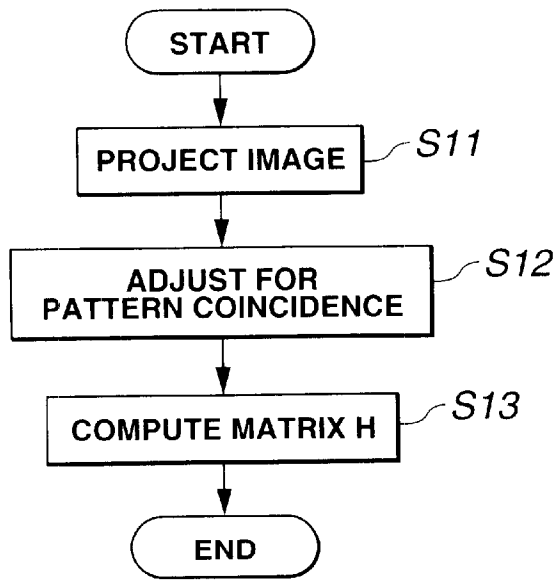 START
PROJECT IMAGE
S11
ADJUST FOR
PATTERN COINCIDENCE
S12
COMPUTE MATRIX H
S13
END